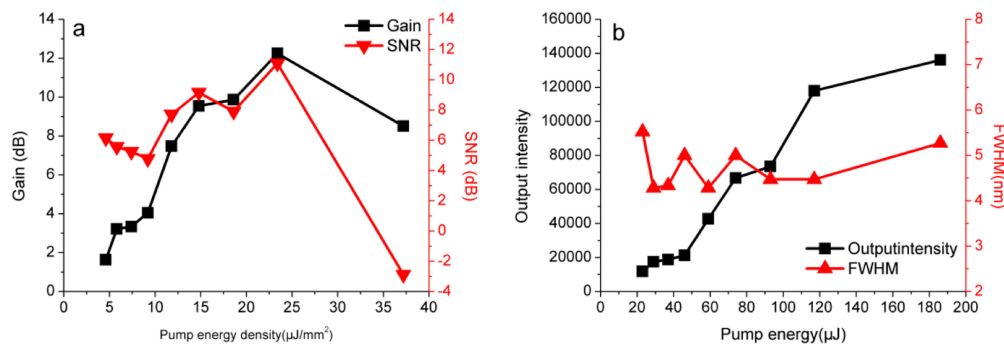 a
Gain
SNR
14
12
10
8
6
4
2
0
Gain (dB)
14
12
10
8
6
4
2
0
-2
-4
SNR (dB)
0 5 10 15 20 25 30 35 40
Pump energy density(μJ/mm²)
b
160000
140000
120000
100000
80000
60000
40000
20000
0
Output intensity
8
7
6
5
4
3
2
FWHM(nm)
Outputintensity
FWHM
0 20 40 60 80 100 120 140 160 180 200
Pump energy(μJ)